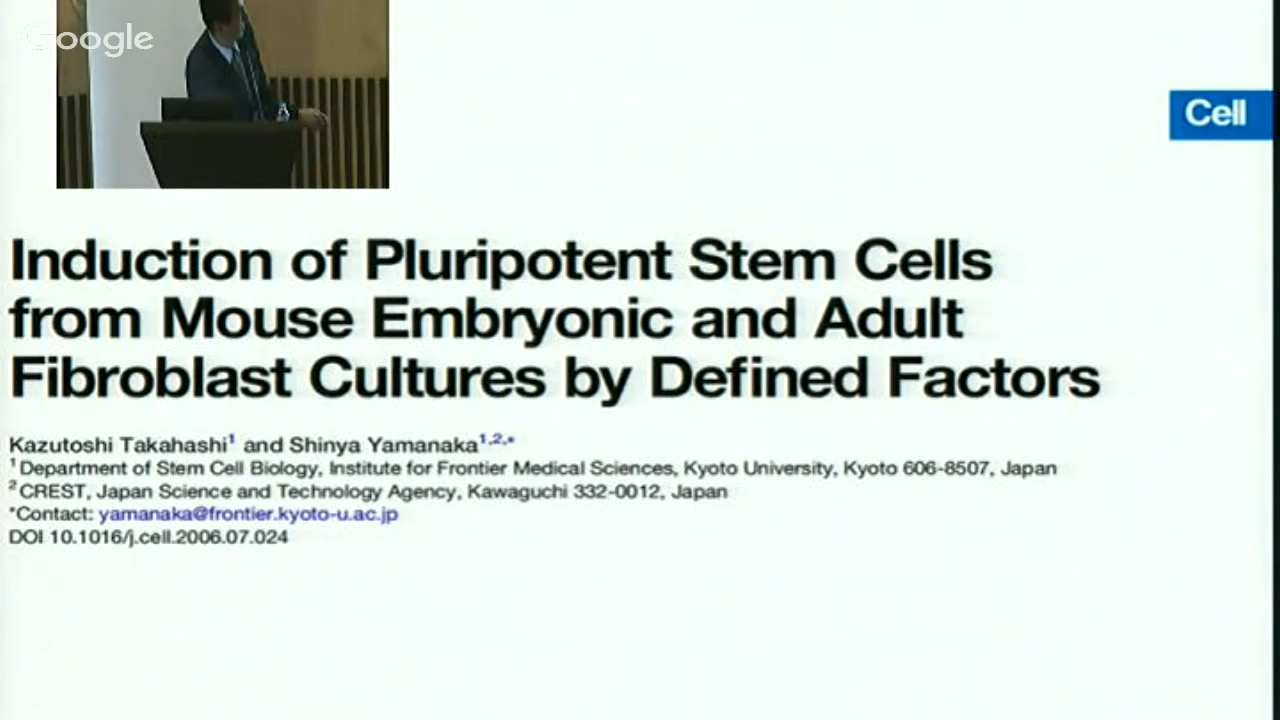 Google
Cell
Induction of Pluripotent Stem Cells
from Mouse Embryonic and Adult
Fibroblast Cultures by Defined Factors
Kazutoshi Takahashi1 and Shinya Yamanaka1,2,*
1Department of Stem Cell Biology, Institute for Frontier Medical Sciences, Kyoto University, Kyoto 606-8507, Japan
2CREST, Japan Science and Technology Agency, Kawaguchi 332-0012, Japan
*Contact: yamanaka@frontier.kyoto-u.ac.jp
DOI 10.1016/j.cell.2006.07.024